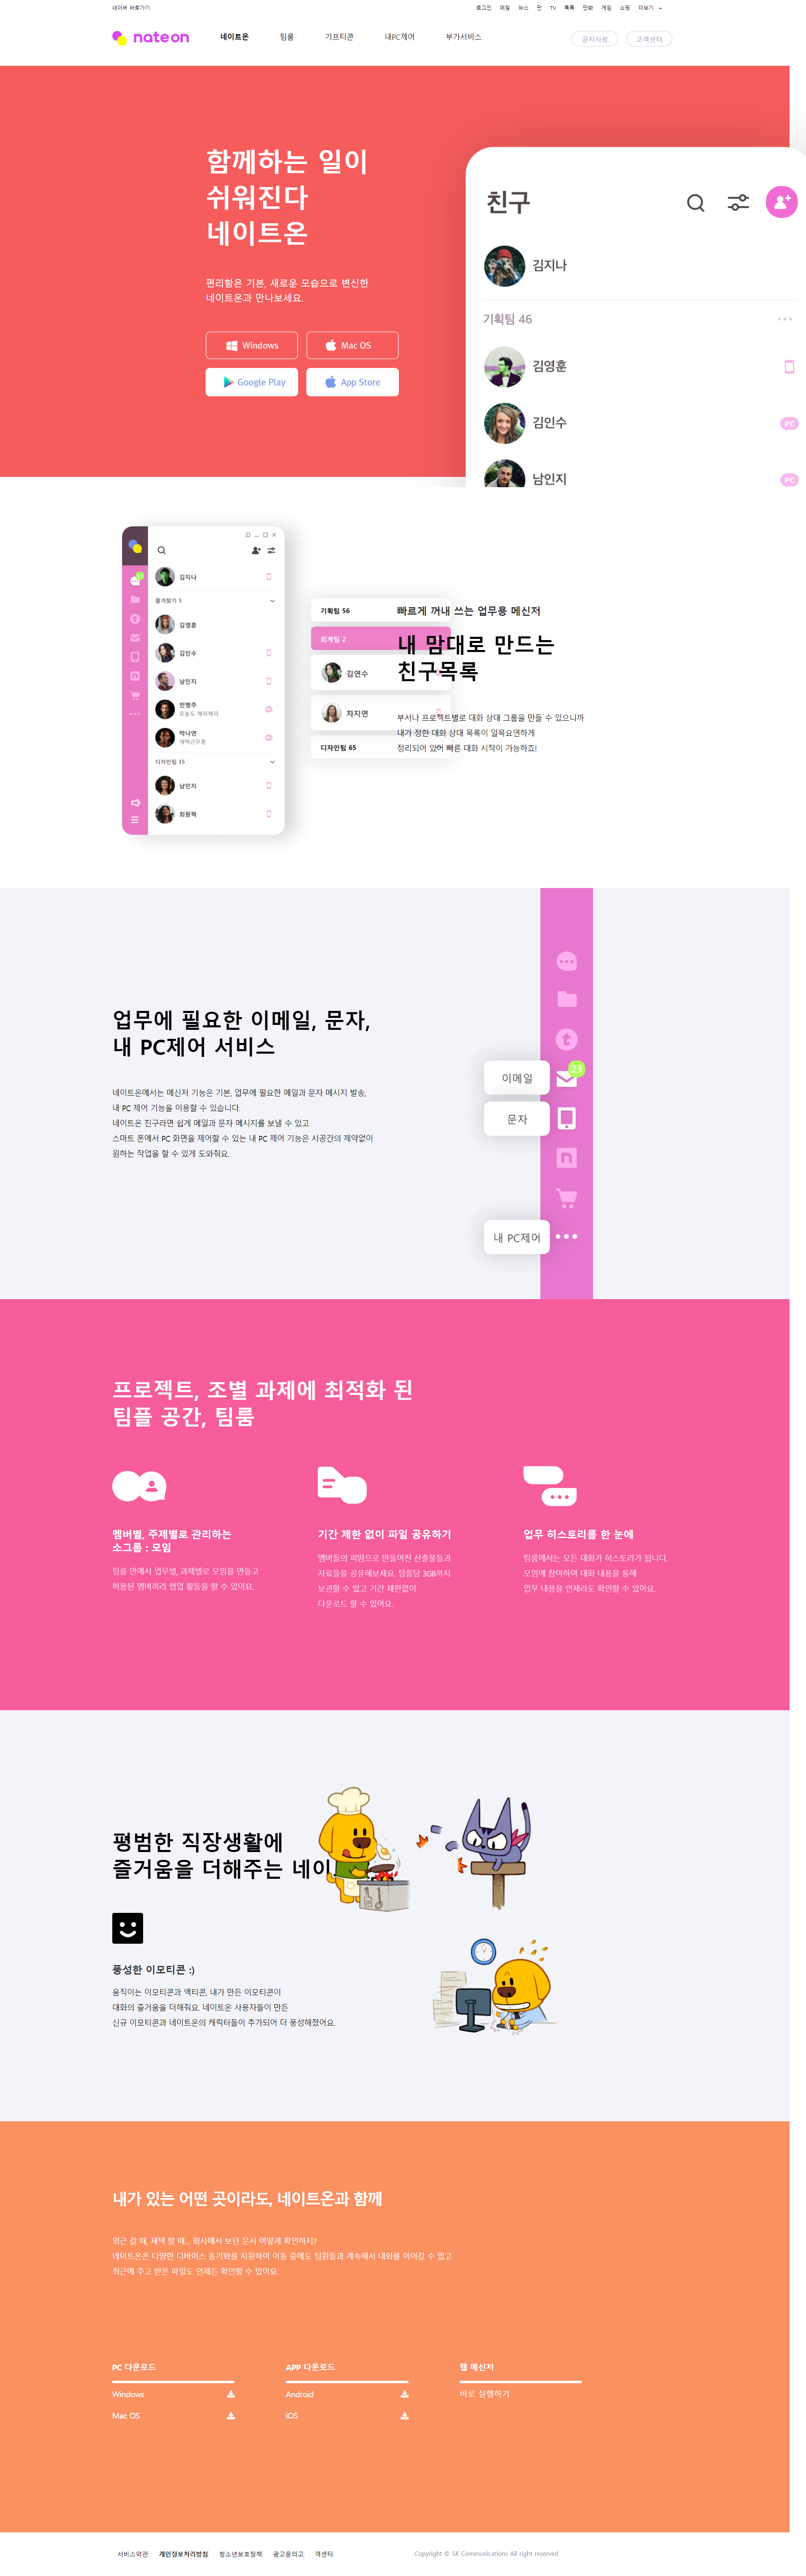 네이버 바로가기
로그인 메일 뉴스 판 TV 톡톡 만화 게임 쇼핑 더보기
nateon 네이트온 팀룸 기프티콘 내PC제어 부가서비스 공지사항 고객센터
함께하는 일이
쉬워진다
네이트온
편리함은 기본, 새로운 모습으로 변신한
네이트온과 만나보세요.
Windows Mac OS
Google Play App Store
친구
김지나
기획팀 46
김영훈
김인수
PC
남인지
PC
김지나
즐겨찾기 5
김영훈
김인수
남인지
민병주
오늘도 해피해피
박나연
재택근무중
디자인팀 15
남인지
최원혁
기획팀 56
회계팀 2
김연수
차지연
디자인팀 65
빠르게 꺼내 쓰는 업무용 메신저
내 맘대로 만드는
친구목록
부서나 프로젝트별로 대화 상대 그룹을 만들 수 있으니까
내가 정한 대화 상대 목록이 일목요연하게
정리되어 있어 빠른 대화 시작이 가능하죠!
업무에 필요한 이메일, 문자,
내 PC제어 서비스
네이트온에서는 메신저 기능은 기본, 업무에 필요한 메일과 문자 메시지 발송,
내 PC 제어 기능을 이용할 수 있습니다.
네이트온 친구라면 쉽게 메일과 문자 메시지를 보낼 수 있고
스마트 폰에서 PC 화면을 제어할 수 있는 내 PC 제어 기능은 시공간의 제약없이
원하는 작업을 할 수 있게 도와줘요.
23
이메일
문자
내 PC제어
프로젝트, 조별 과제에 최적화 된
팀플 공간, 팀룸
멤버별, 주제별로 관리하는
소그룹 : 모임
팀룸 안에서 업무별, 과제별로 모임을 만들고
허용된 멤버끼리 협업 활동을 할 수 있어요.
기간 제한 없이 파일 공유하기
멤버들의 피땀으로 만들어진 산출물들과
자료들을 공유해보세요. 팀룸당 3GB까지
보관할 수 있고 기간 제한없이
다운로드 할 수 있어요.
업무 히스토리를 한 눈에
팀룸에서는 모든 대화가 히스토리가 됩니다.
모임에 참여하여 대화 내용을 통해
업무 내용을 언제라도 확인할 수 있어요.
평범한 직장생활에
즐거움을 더해주는 네이
풍성한 이모티콘 :)
움직이는 이모티콘과 액티콘, 내가 만든 이모티콘이
대화의 즐거움을 더해줘요. 네이트온 사용자들이 만든
신규 이모티콘과 네이트온의 캐릭터들이 추가되어 더 풍성해졌어요.
내가 있는 어떤 곳이라도, 네이트온과 함께
외근 갈 때, 재택 할 때... 회사에서 보던 문서 어떻게 확인하지?
네이트온은 다양한 디바이스 동기화를 지원하여 이동 중에도 팀원들과 계속해서 대화를 이어갈 수 있고
최근에 주고 받은 파일도 언제든 확인할 수 있어요.
PC 다운로드
Windows
Mac OS
APP 다운로드
Android
iOS
웹 메신저
바로 실행하기
서비스약관 개인정보처리방침 청소년보호정책 광고문의고 객센터
Copyright © SK Communications All right reserved